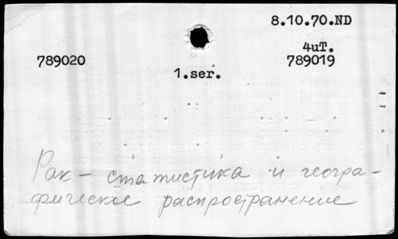 8.10.70.ND
4uT.
789020 789019
1.ser.
Рак – статистика и геогра-
фическое распространение